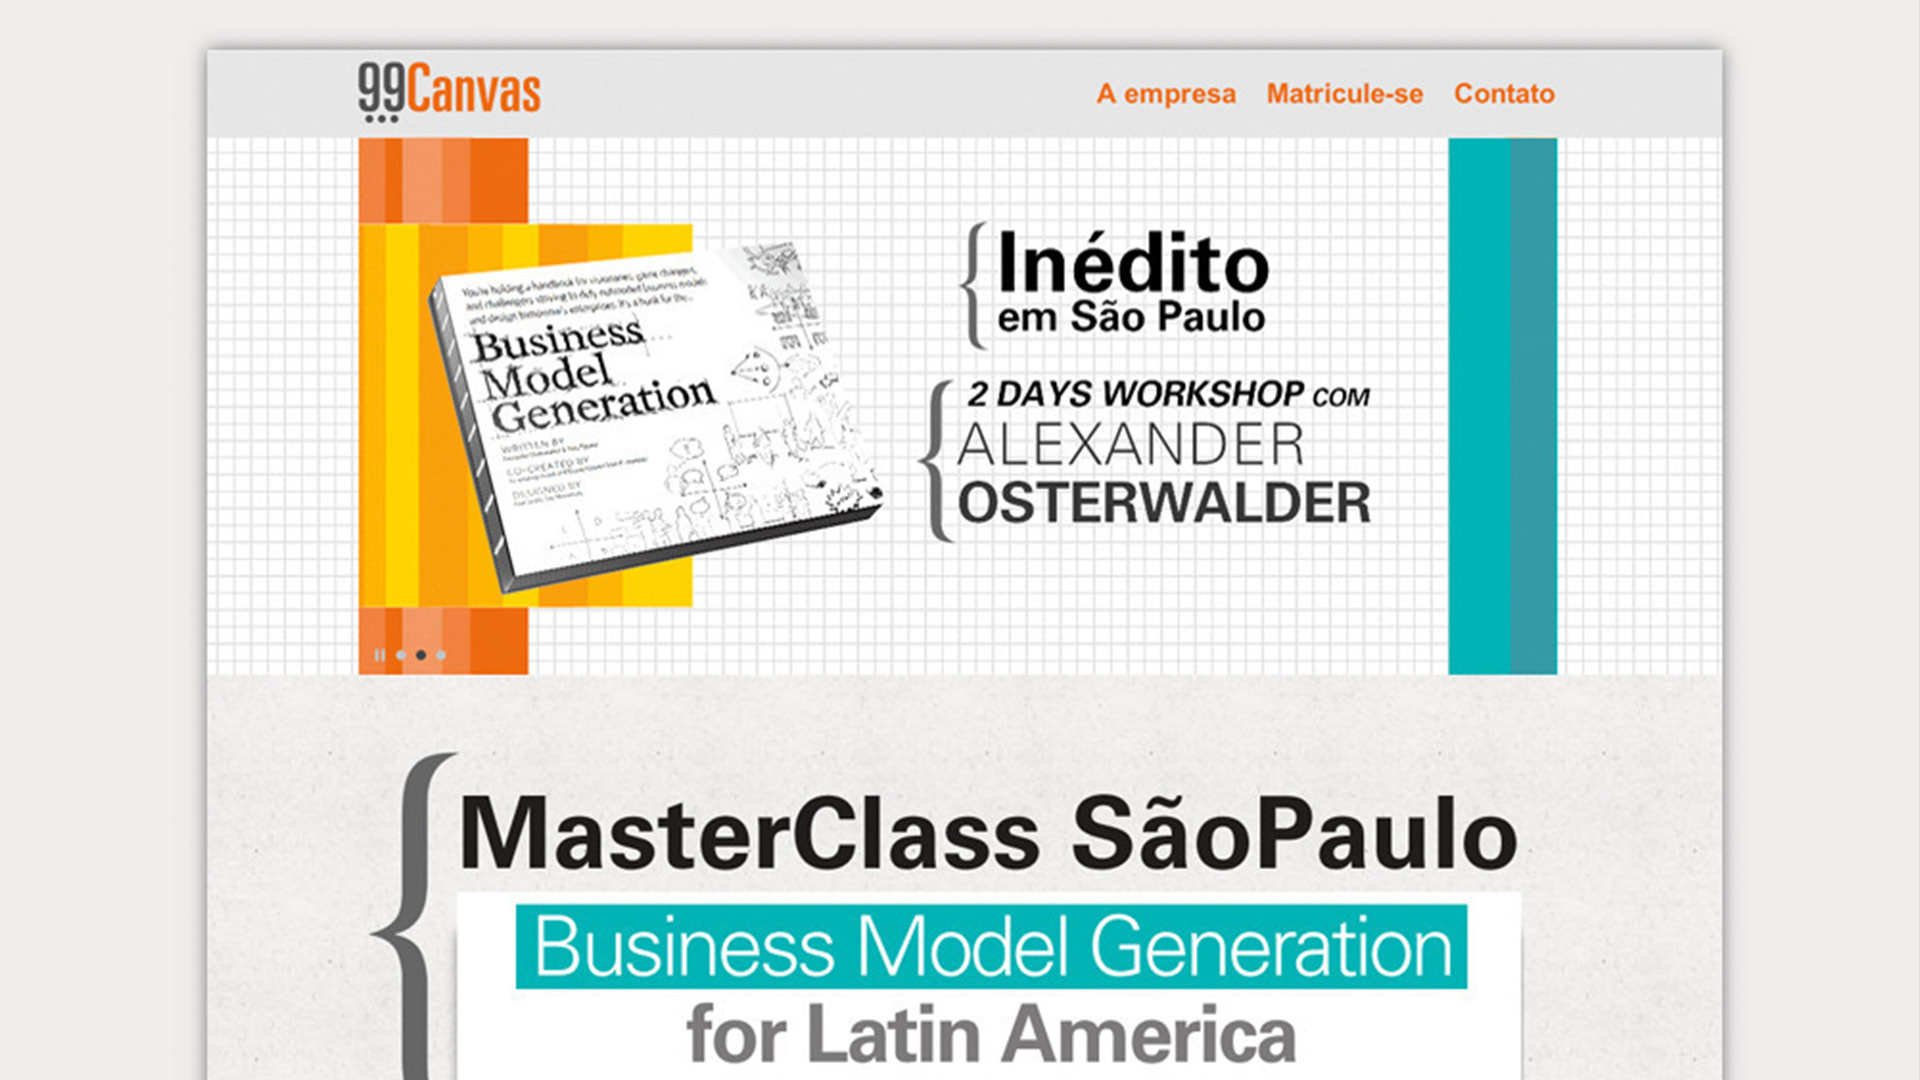 99Canvas
A empresa Matricule-se Contato
You're holding a handbook for visionaries, game changers,
and challengers striving to defy outmoded business models
and design tomorrow's enterprises. It's a book for the...
Business
Model
Generation
WRITTEN BY
CO-CREATED BY
DESIGNED BY
Inédito
em São Paulo
2 DAYS WORKSHOP COM
ALEXANDER
OSTERWALDER
MasterClass SãoPaulo
Business Model Generation
for Latin America